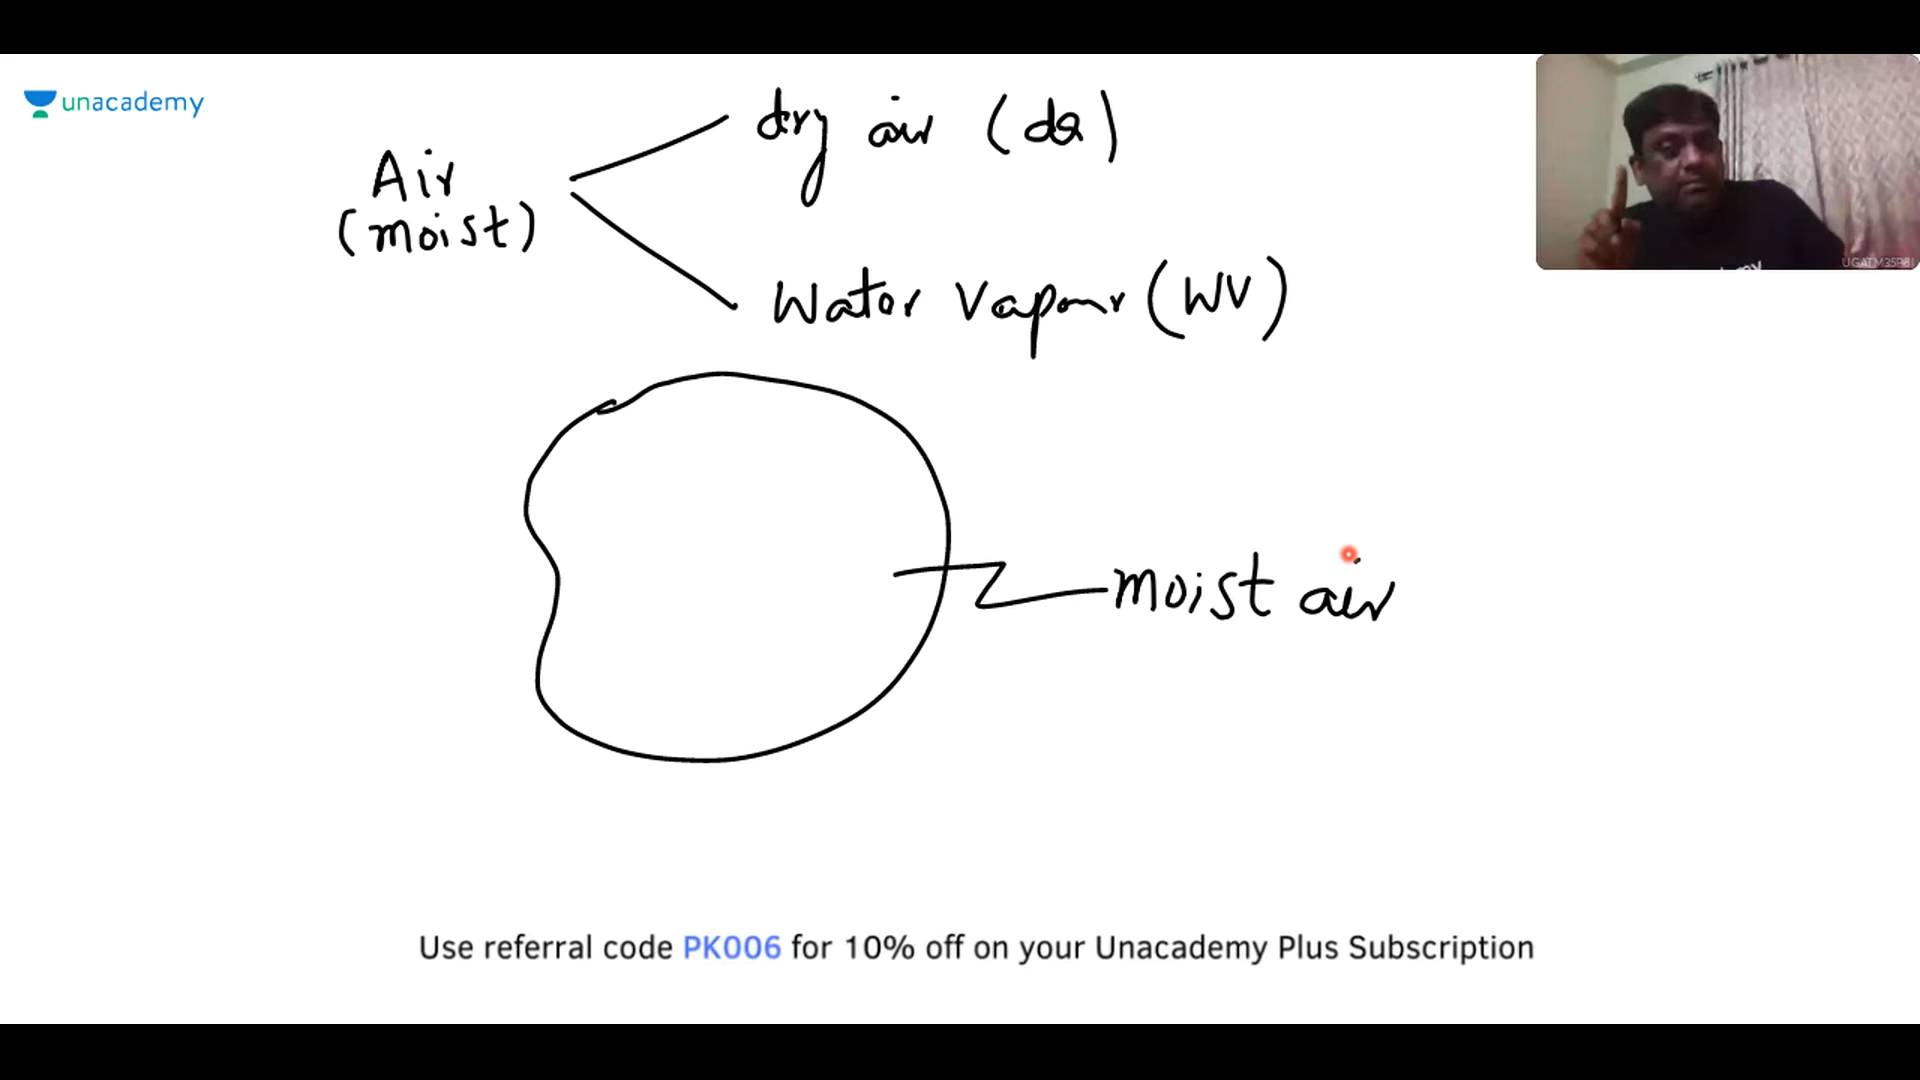 unacademy
dry air (da)
Air
(moist)
Water Vapour (WV)
moist air
Use referral code PK006 for 10% off on your Unacademy Plus Subscription